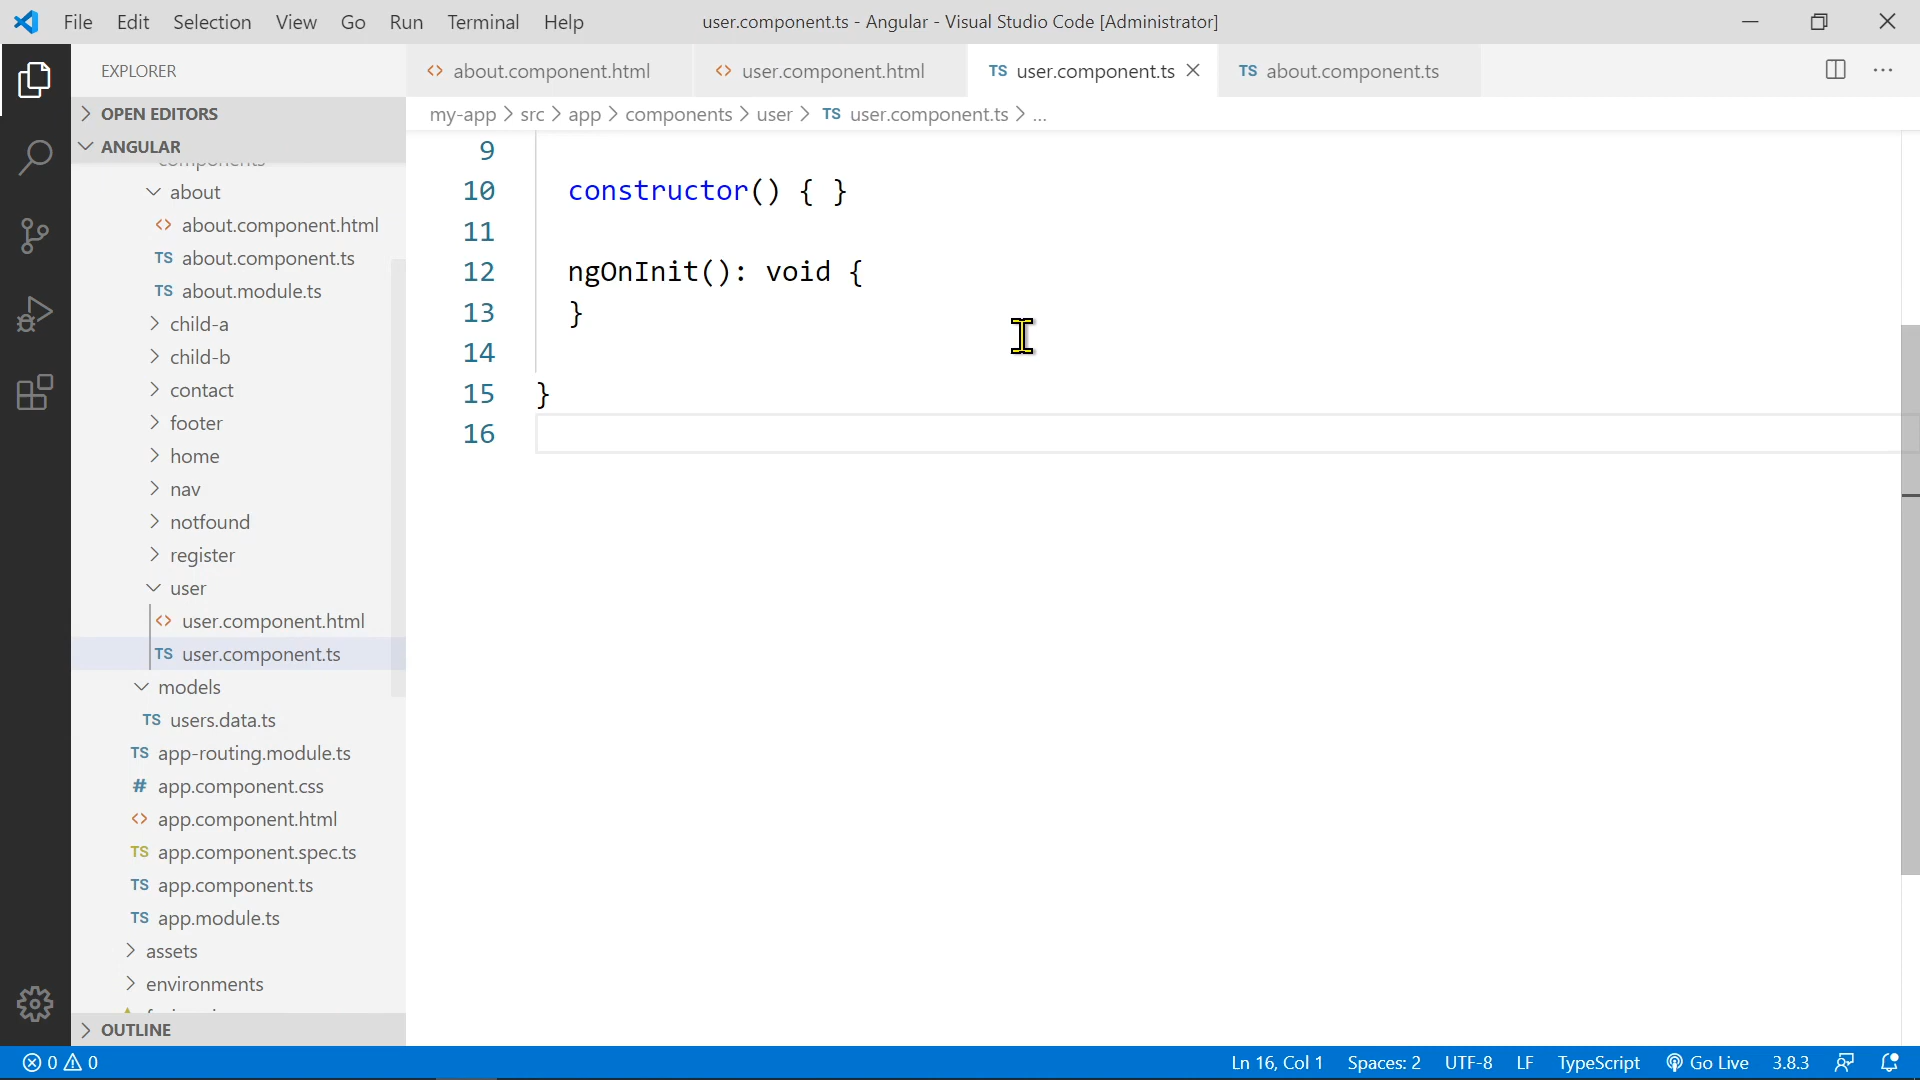 File Edit Selection View Go Run Terminal Help
user.component.ts - Angular - Visual Studio Code [Administrator]
EXPLORER
OPEN EDITORS
ANGULAR
components
about
about.component.html
TS about.component.ts
TS about.module.ts
child-a
child-b
contact
footer
home
nav
notfound
register
user
user.component.html
TS user.component.ts
models
TS users.data.ts
TS app-routing.module.ts
# app.component.css
app.component.html
TS app.component.spec.ts
TS app.component.ts
TS app.module.ts
assets
environments
OUTLINE
about.component.html
user.component.html
TS user.component.ts
TS about.component.ts
my-app > src > app > components > user > TS user.component.ts > ...
9
10 constructor() { }
11
12 ngOnInit(): void {
13 }
14
15 }
16
0 0
Ln 16, Col 1 Spaces: 2 UTF-8 LF TypeScript Go Live 3.8.3